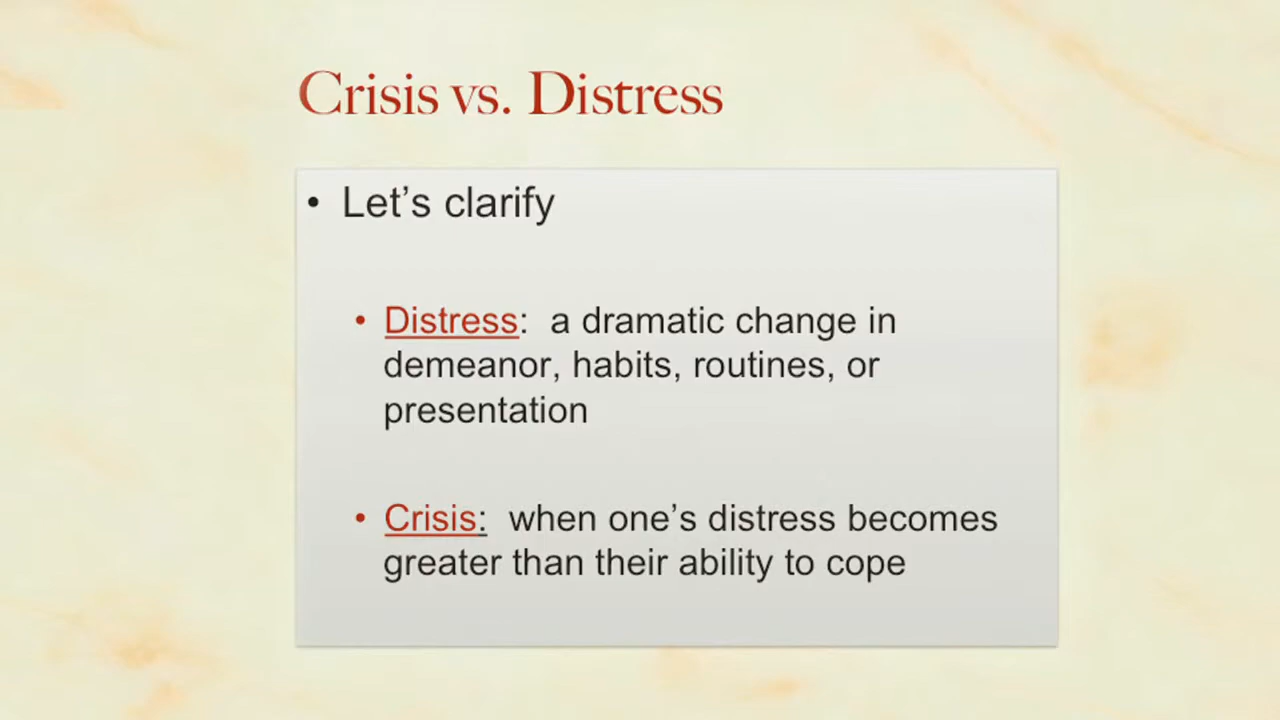 Crisis vs. Distress
• Let’s clarify
• Distress:  a dramatic change in
demeanor, habits, routines, or
presentation
• Crisis:  when one’s distress becomes
greater than their ability to cope